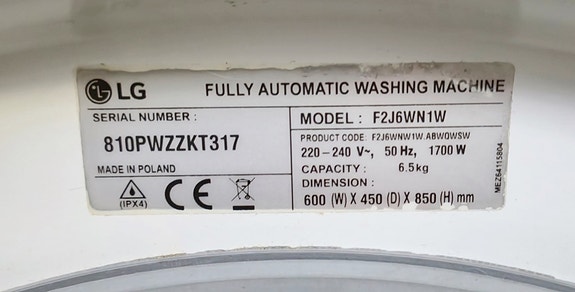 LG FULLY AUTOMATIC WASHING MACHINE
SERIAL NUMBER :
810PWZZKT317
MADE IN POLAND
(IPX4)
CE
MODEL : F2J6WN1W
PRODUCT CODE: F2J6WNW1W ABWQWSW
220-240 V~, 50 Hz, 1700 W
CAPACITY : 6.5kg
DIMENSION :
600 (W) X 450 (D) X 850 (H) mm
MEZ64115804